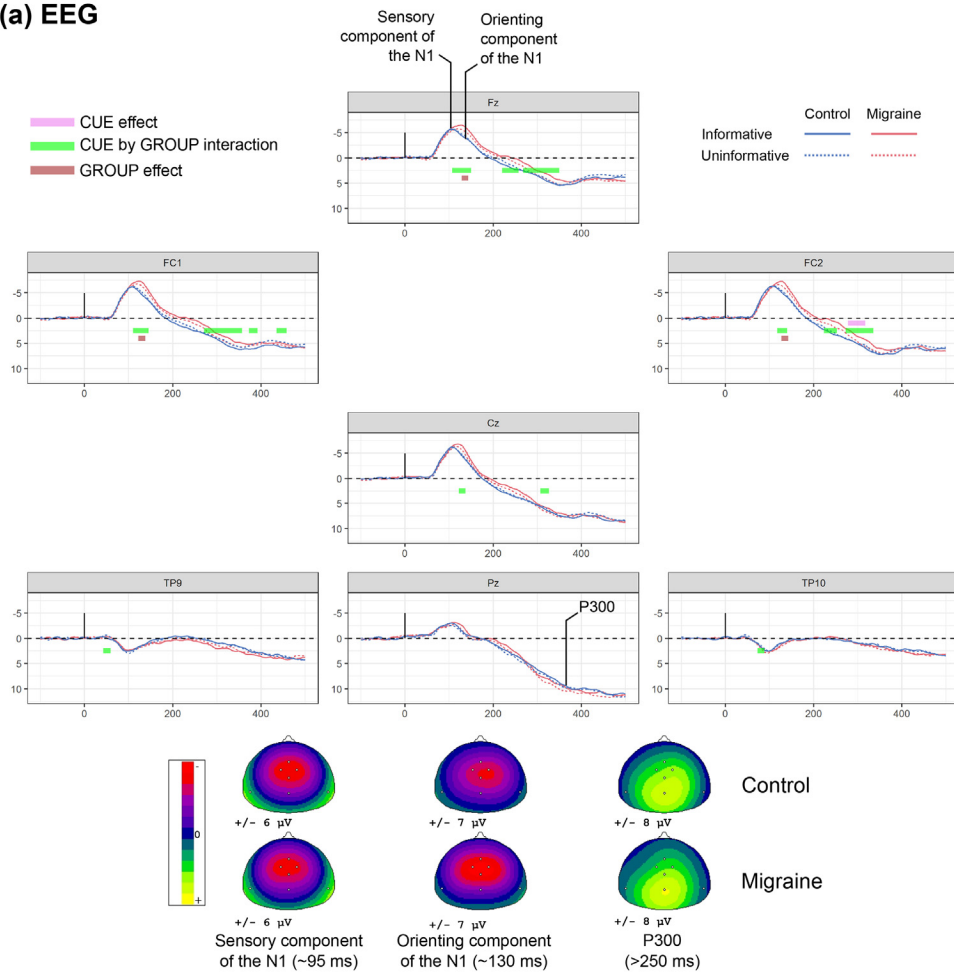 (a) EEG
Sensory
component of
the N1
Orienting
component
of the N1
CUE effect
CUE by GROUP interaction
GROUP effect
Control Migraine
Informative
Uninformative
Fz
-5
0
5
10
0 200 400
FC1
-5
0
5
10
0 200 400
FC2
-5
0
5
10
0 200 400
Cz
-5
0
5
10
0 200 400
TP9
-5
0
5
10
0 200 400
Pz
P300
-5
0
5
10
0 200 400
TP10
-5
0
5
10
0 200 400
-
0
+
+/- 6 µV
+/- 7 µV
+/- 8 µV
Control
+/- 6 µV
+/- 7 µV
+/- 8 µV
Migraine
Sensory component
of the N1 (~95 ms)
Orienting component
of the N1 (~130 ms)
P300
(>250 ms)